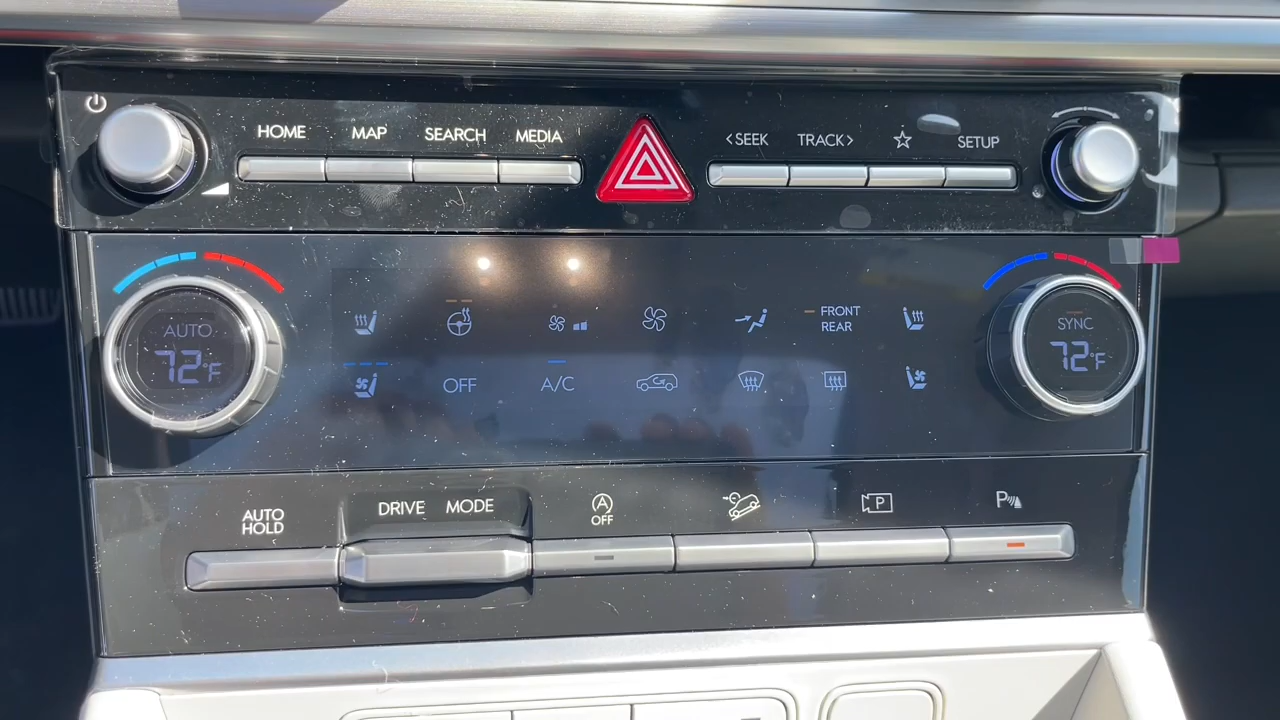 HOME MAP SEARCH MEDIA <SEEK TRACK> SETUP
AUTO
72°F
FRONT
REAR
SYNC
72°F
OFF A/C
AUTO
HOLD
DRIVE MODE
A
OFF
P
P